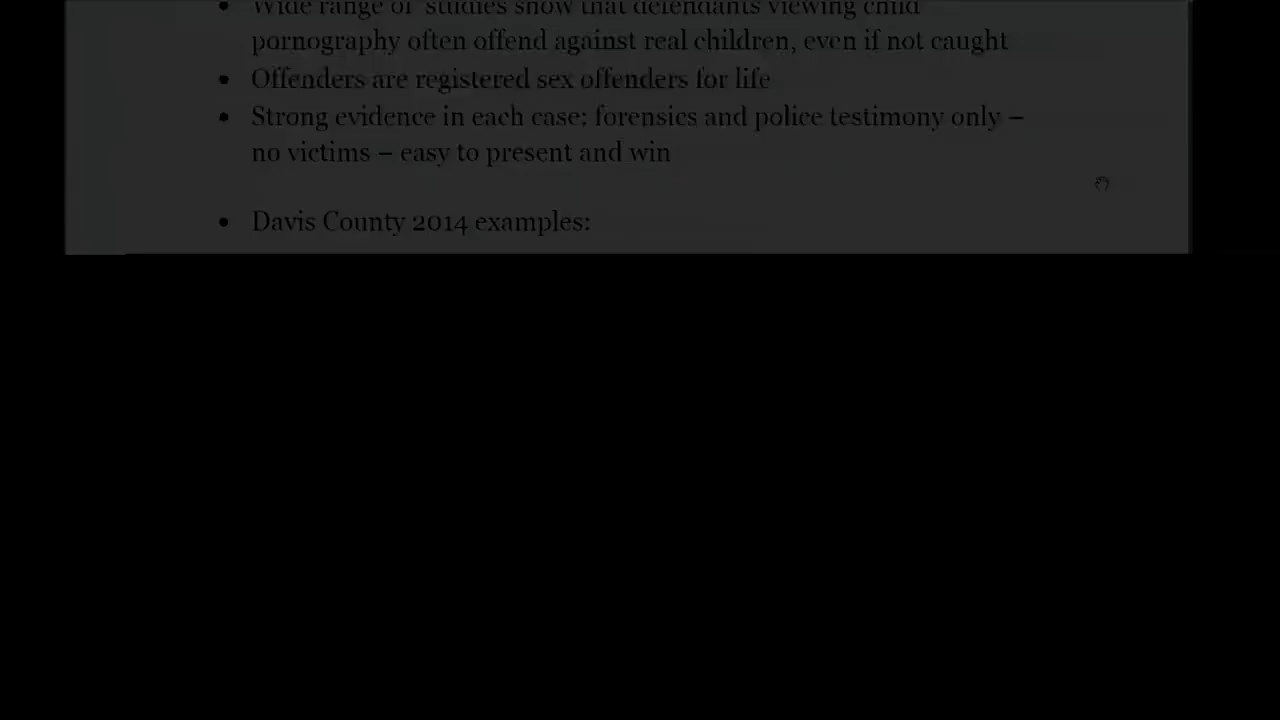 • Wide range of studies show that defendants viewing child
pornography often offend against real children, even if not caught
• Offenders are registered sex offenders for life
• Strong evidence in each case: forensics and police testimony only –
no victims – easy to present and win
• Davis County 2014 examples: